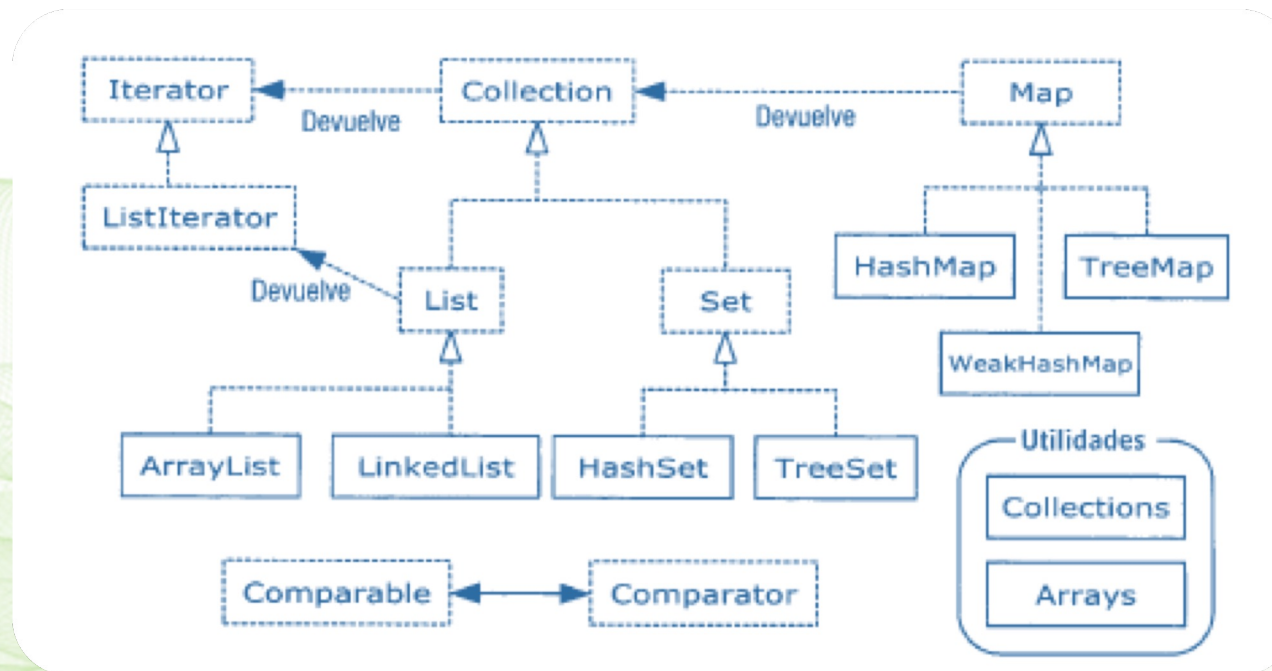 Iterator
Collection
Map
Devuelve
Devuelve
ListIterator
HashMap
TreeMap
Devuelve
List
Set
WeakHashMap
ArrayList
LinkedList
HashSet
TreeSet
Utilidades
Collections
Comparable
Comparator
Arrays